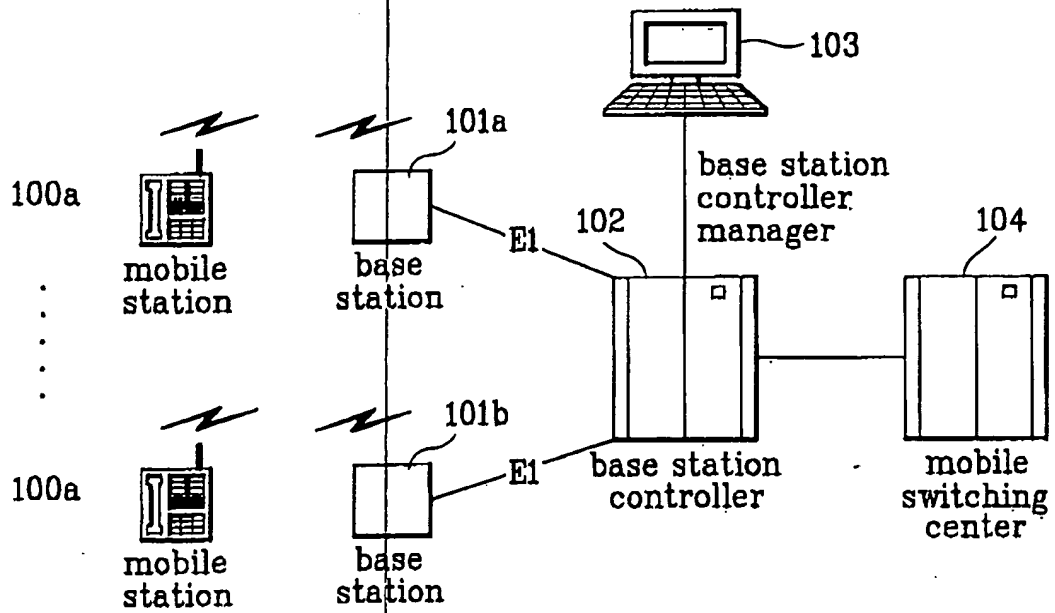 103
101a
100a
base station
controller
manager
102
104
E1
mobile
station
base
station
101b
100a
E1
base station
controller
mobile
switching
center
mobile
station
base
station